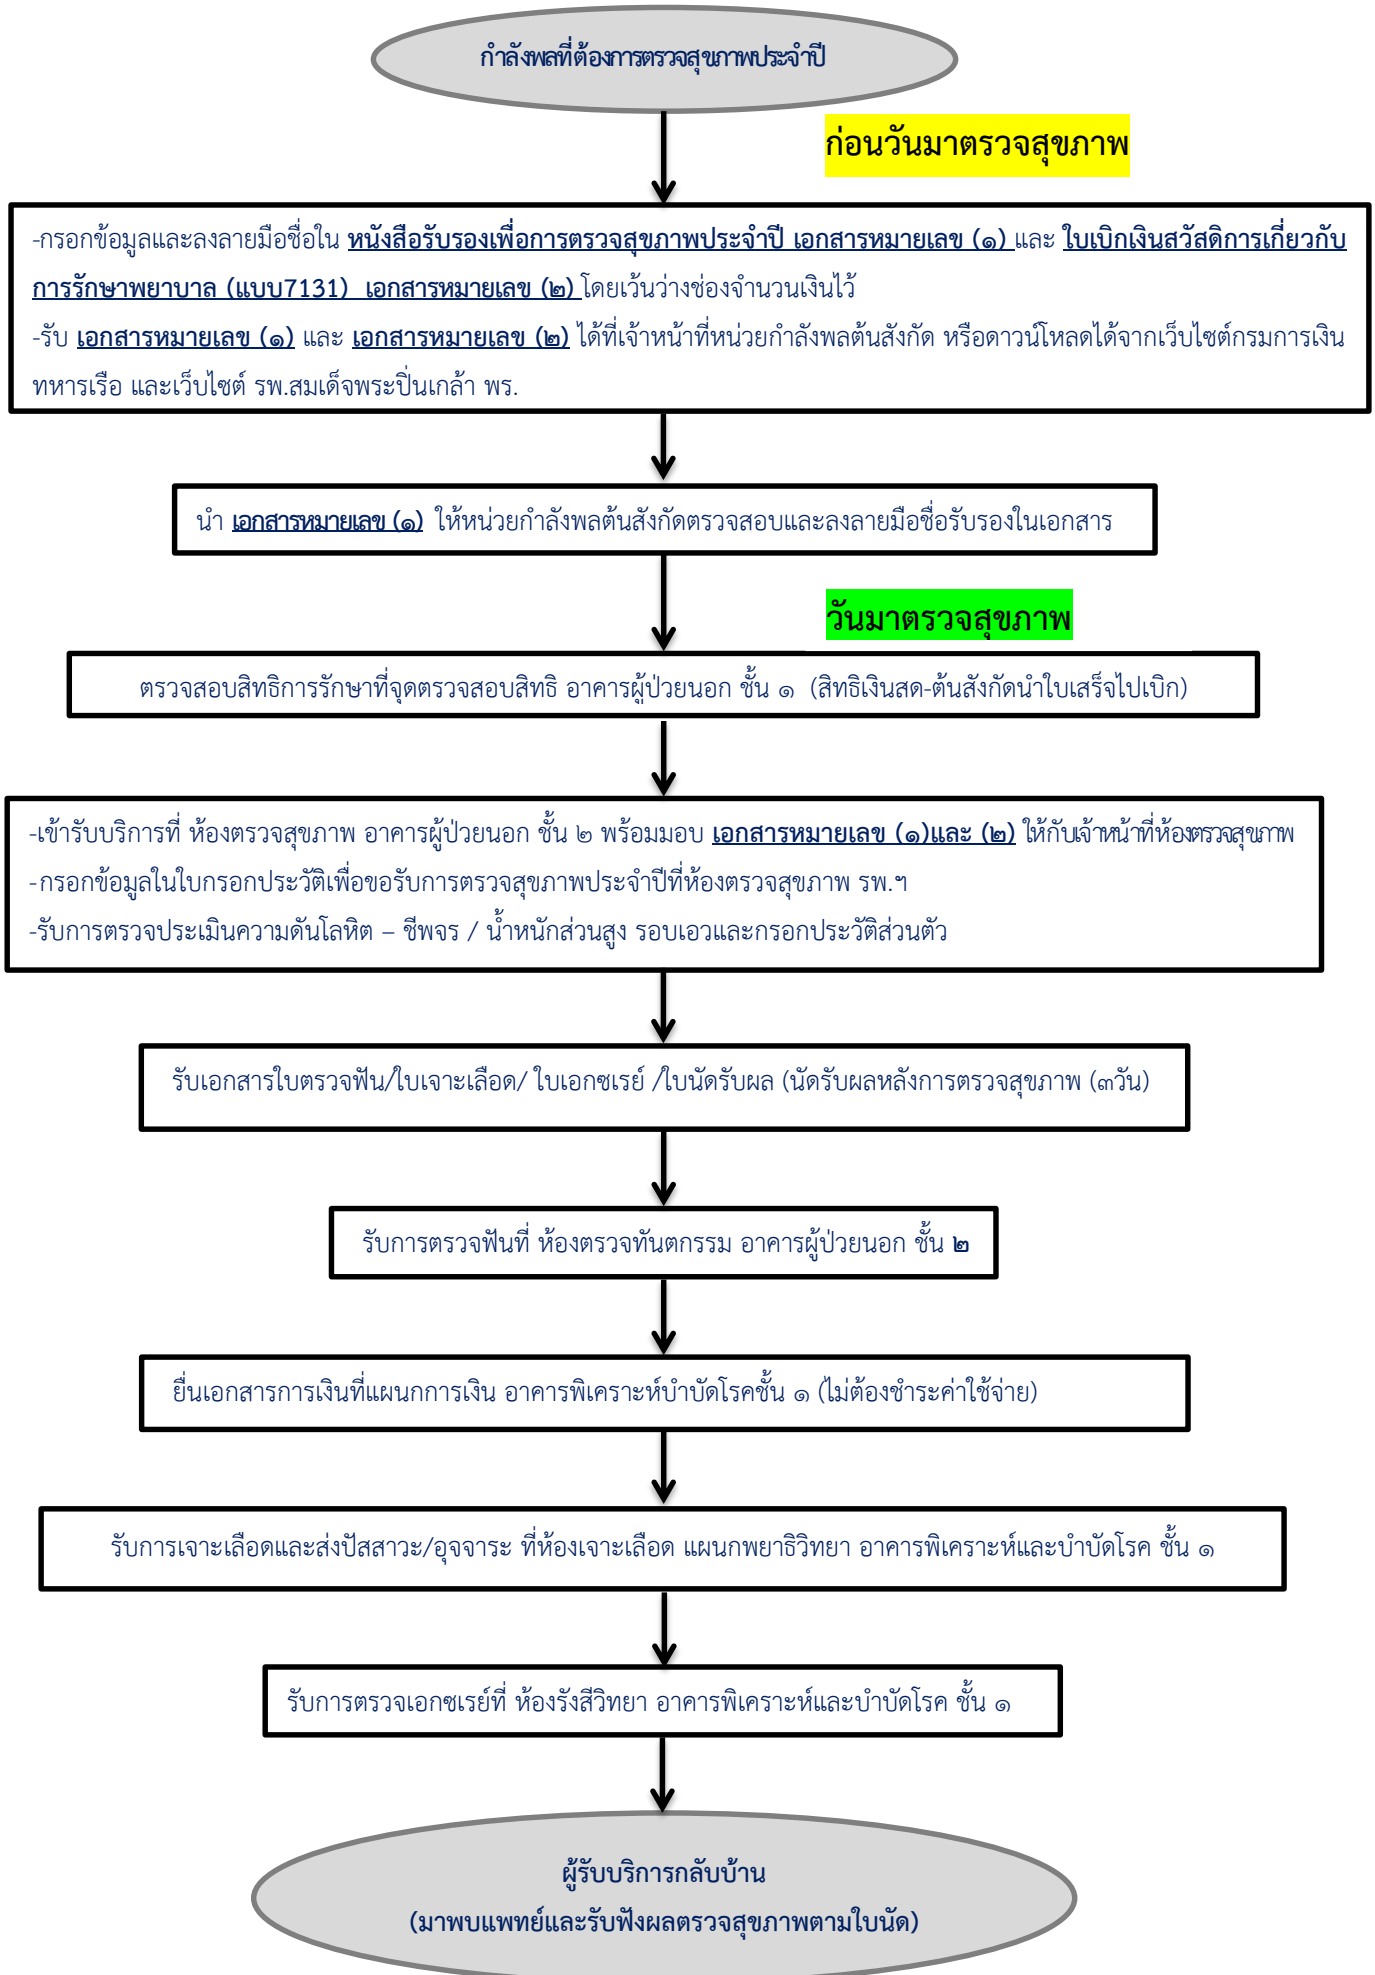 กำลังพลที่ต้องการตรวจสุขภาพประจำปี
ก่อนวันมาตรวจสุขภาพ
-กรอกข้อมูลและลงลายมือชื่อใน หนังสือรับรองเพื่อการตรวจสุขภาพประจำปี เอกสารหมายเลข (๑) และ ใบเบิกเงินสวัสดิการเกี่ยวกับ
การรักษาพยาบาล (แบบ7131) เอกสารหมายเลข (๒) โดยเว้นว่างช่องจำนวนเงินไว้
-รับ เอกสารหมายเลข (๑) และ เอกสารหมายเลข (๒) ได้ที่เจ้าหน้าที่หน่วยกำลังพลต้นสังกัด หรือดาวน์โหลดได้จากเว็บไซต์กรมการเงิน
ทหารเรือ และเว็บไซต์ รพ.สมเด็จพระปิ่นเกล้า พร.
นำ เอกสารหมายเลข (๑) ให้หน่วยกำลังพลต้นสังกัดตรวจสอบและลงลายมือชื่อรับรองในเอกสาร
วันมาตรวจสุขภาพ
ตรวจสอบสิทธิการรักษาที่จุดตรวจสอบสิทธิ อาคารผู้ป่วยนอก ชั้น ๑ (สิทธิเงินสด-ต้นสังกัดนำใบเสร็จไปเบิก)
-เข้ารับบริการที่ ห้องตรวจสุขภาพ อาคารผู้ป่วยนอก ชั้น ๒ พร้อมมอบ เอกสารหมายเลข (๑)และ (๒) ให้กับเจ้าหน้าที่ห้องตรวจสุขภาพ
-กรอกข้อมูลในใบกรอกประวัติเพื่อขอรับการตรวจสุขภาพประจำปีที่ห้องตรวจสุขภาพ รพ.ฯ
-รับการตรวจประเมินความดันโลหิต – ชีพจร / น้ำหนักส่วนสูง รอบเอวและกรอกประวัติส่วนตัว
รับเอกสารใบตรวจฟัน/ใบเจาะเลือด/ ใบเอกซเรย์ /ใบนัดรับผล (นัดรับผลหลังการตรวจสุขภาพ (๓วัน)
รับการตรวจฟันที่ ห้องตรวจทันตกรรม อาคารผู้ป่วยนอก ชั้น ๒
ยื่นเอกสารการเงินที่แผนกการเงิน อาคารพิเคราะห์บำบัดโรคชั้น ๑ (ไม่ต้องชำระค่าใช้จ่าย)
รับการเจาะเลือดและส่งปัสสาวะ/อุจจาระ ที่ห้องเจาะเลือด แผนกพยาธิวิทยา อาคารพิเคราะห์และบำบัดโรค ชั้น ๑
รับการตรวจเอกซเรย์ที่ ห้องรังสีวิทยา อาคารพิเคราะห์และบำบัดโรค ชั้น ๑
ผู้รับบริการกลับบ้าน
(มาพบแพทย์และรับฟังผลตรวจสุขภาพตามใบนัด)